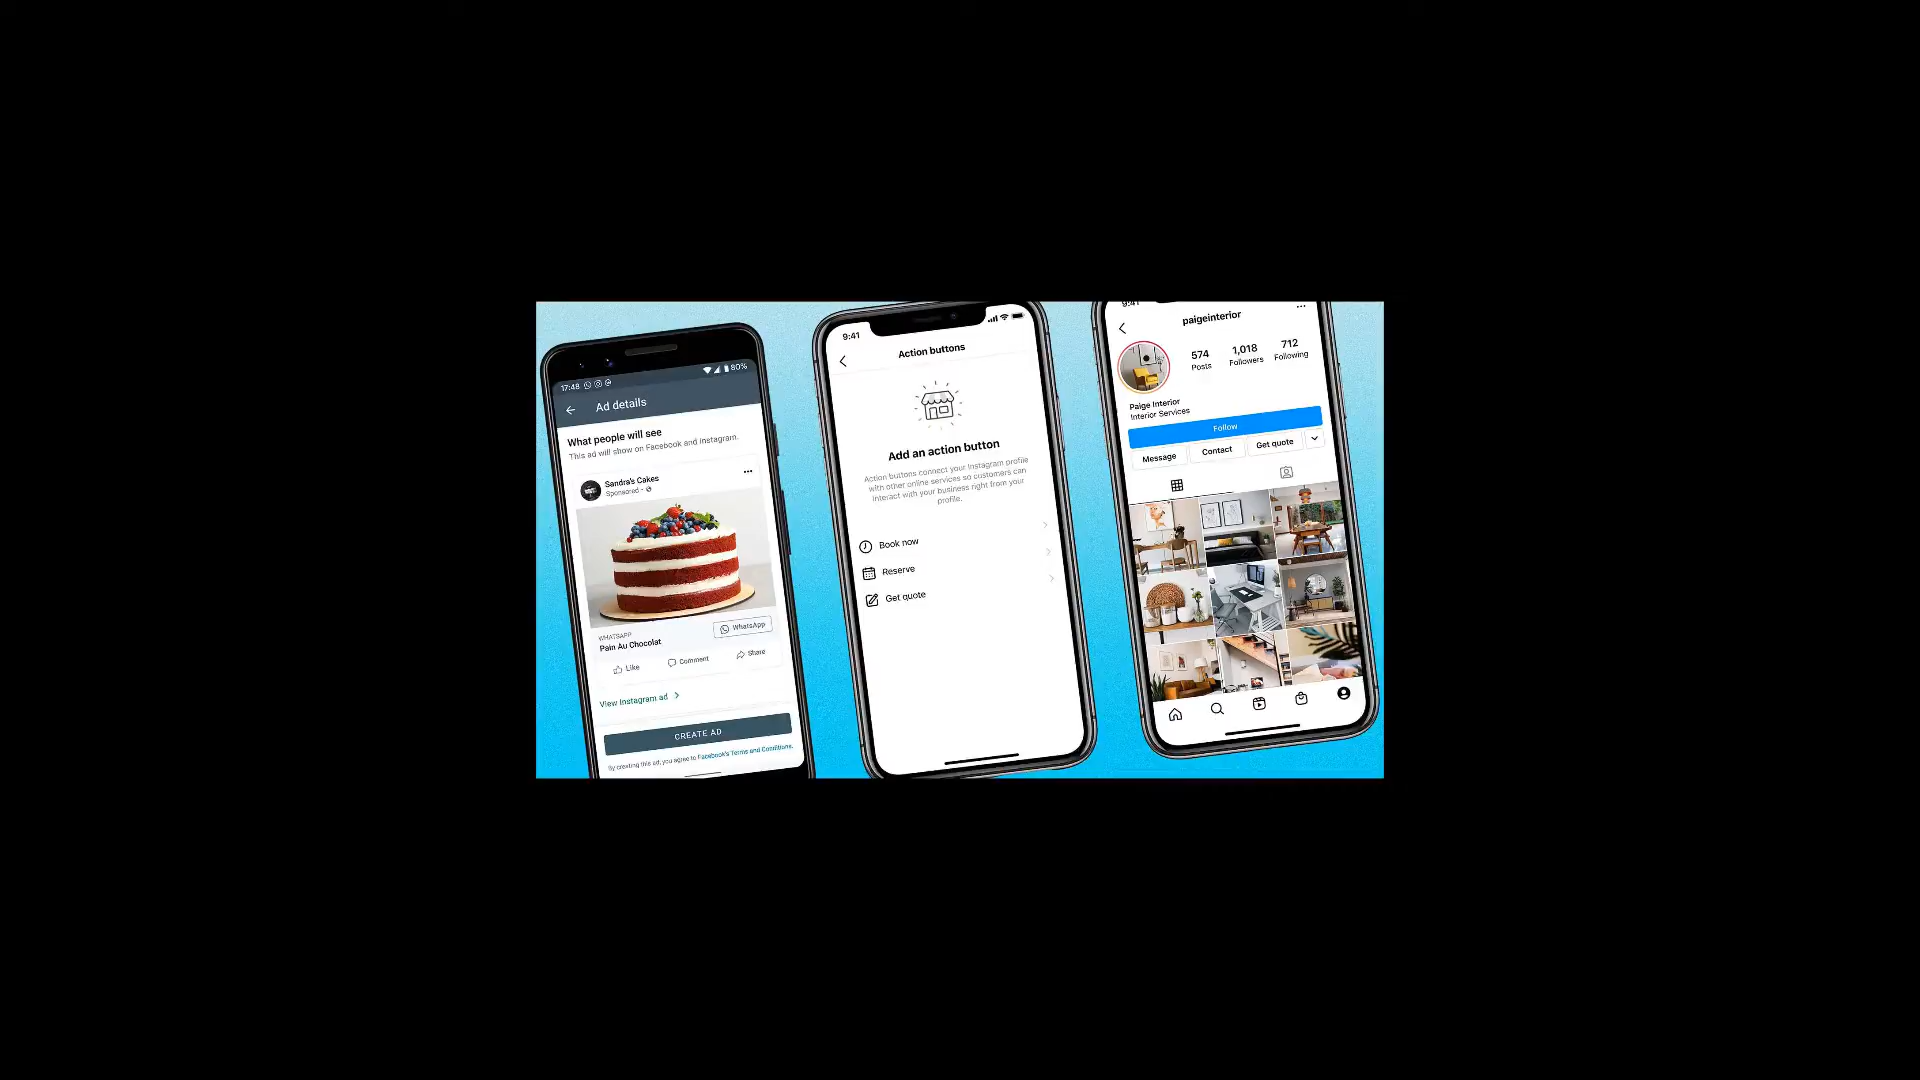 17:48
80%
Ad details
What people will see
This ad will show on Facebook and Instagram.
Sandra's Cakes
Sponsored
WHATSAPP
Pain Au Chocolat
WhatsApp
Like
Comment
Share
View Instagram ad
CREATE AD
By creating this ad, you agree to Facebook's Terms and Conditions.
9:41
Action buttons
Add an action button
Action buttons connect your Instagram profile
with other online services so customers can
interact with your business right from your
profile.
Book now
Reserve
Get quote
9:41
paigeinterior
574
Posts
1,018
Followers
712
Following
Paige Interior
Interior Services
Follow
Message
Contact
Get quote